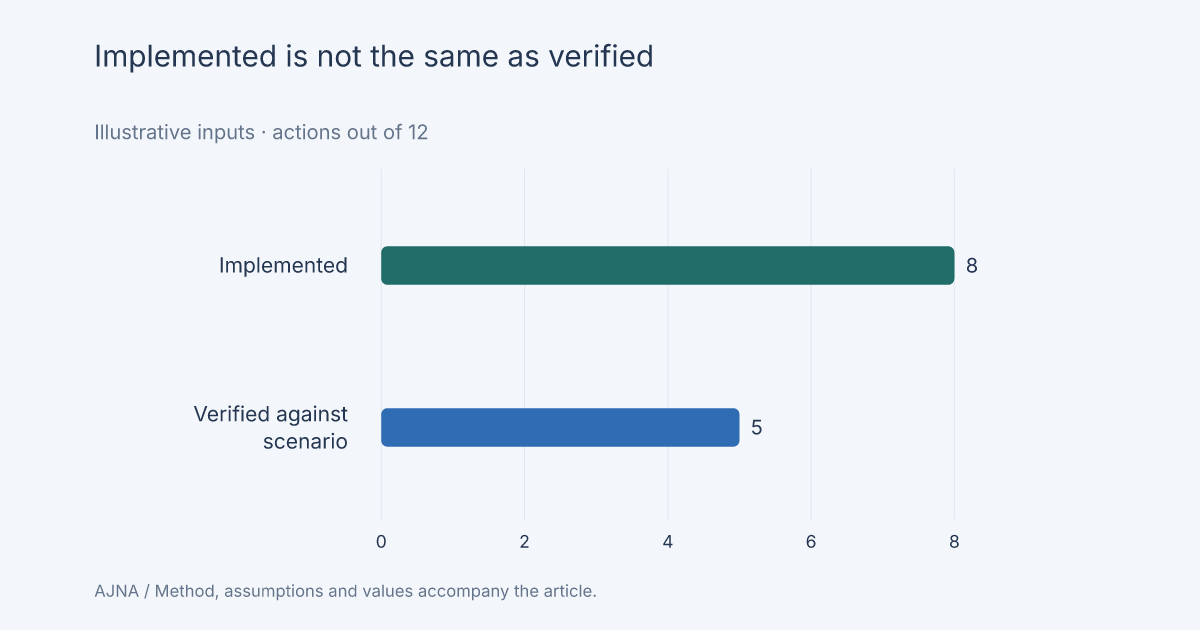 Implemented is not the same as verified
Illustrative inputs · actions out of 12
Implemented
8
Verified against
scenario
5
0 2 4 6 8
AJNA / Method, assumptions and values accompany the article.